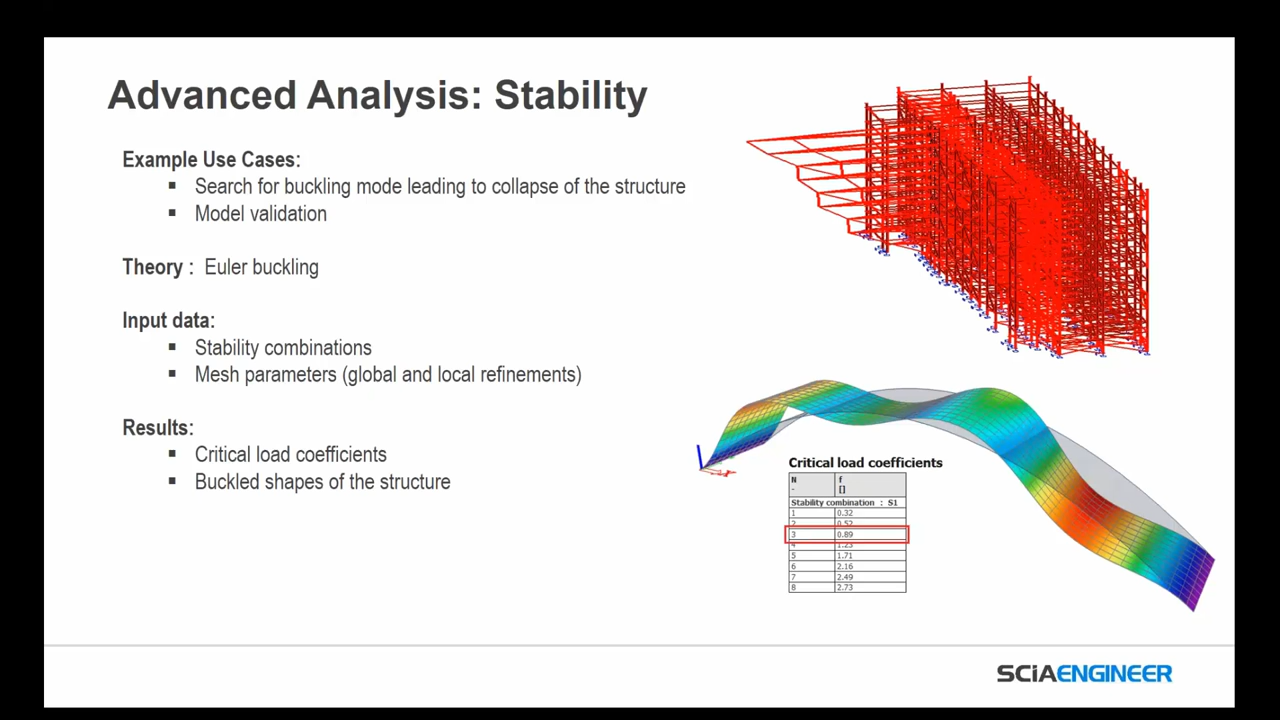 Advanced Analysis: Stability
Example Use Cases:
▪ Search for buckling mode leading to collapse of the structure
▪ Model validation
Theory : Euler buckling
Input data:
▪ Stability combinations
▪ Mesh parameters (global and local refinements)
Results:
▪ Critical load coefficients
▪ Buckled shapes of the structure
Critical load coefficients
N f
- []
Stability combination : S1
1 0.32
2 0.52
3 0.89
4 1.23
5 1.71
6 2.16
7 2.49
8 2.73
SCiAENGINEER